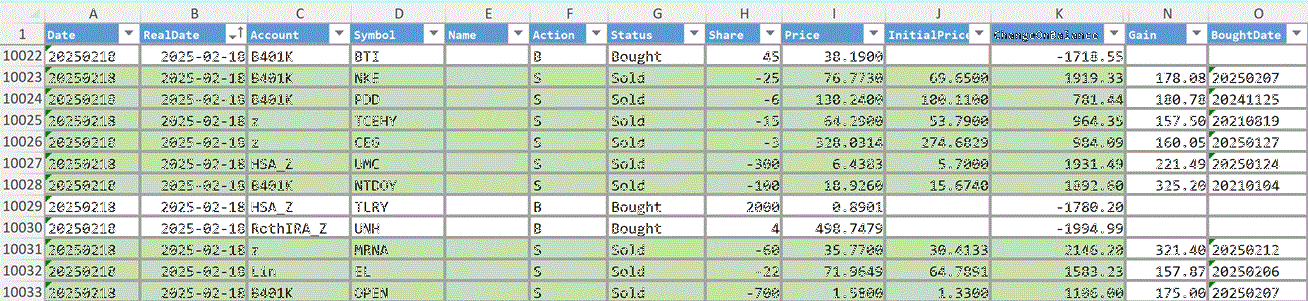 A B C D E F G H I J K N O
1 Date RealDate Account Symbol Name Action Status Share Price InitialPrice ChangeOnBalance Gain BoughtDate
10022 20250218 2025-02-18 B401K BTI B Bought 45 38.1900 -1718.55
10023 20250218 2025-02-18 B401K NKE S Sold -25 76.7730 69.6500 1919.33 178.08 20250207
10024 20250218 2025-02-18 B401K PDD S Sold -6 130.2400 100.1100 781.44 180.78 20241125
10025 20250218 2025-02-18 z TCEHY S Sold -15 64.2900 53.7900 964.35 157.50 20210819
10026 20250218 2025-02-18 z CEG S Sold -3 328.0314 274.6829 984.09 160.05 20250127
10027 20250218 2025-02-18 HSA_Z UMC S Sold -300 6.4383 5.7000 1931.49 221.49 20250124
10028 20250218 2025-02-18 B401K NTDOY S Sold -100 18.9260 15.6740 1892.60 325.20 20210104
10029 20250218 2025-02-18 HSA_Z TLRY B Bought 2000 0.8901 -1780.20
10030 20250218 2025-02-18 RothIRA_Z UNH B Bought 4 498.7479 -1994.99
10031 20250218 2025-02-18 z MRNA S Sold -60 35.7700 30.4133 2146.20 321.40 20250212
10032 20250218 2025-02-18 Lin EL S Sold -22 71.9649 64.7891 1583.23 157.87 20250206
10033 20250218 2025-02-18 B401K OPEN S Sold -700 1.5800 1.3300 1106.00 175.00 20250207